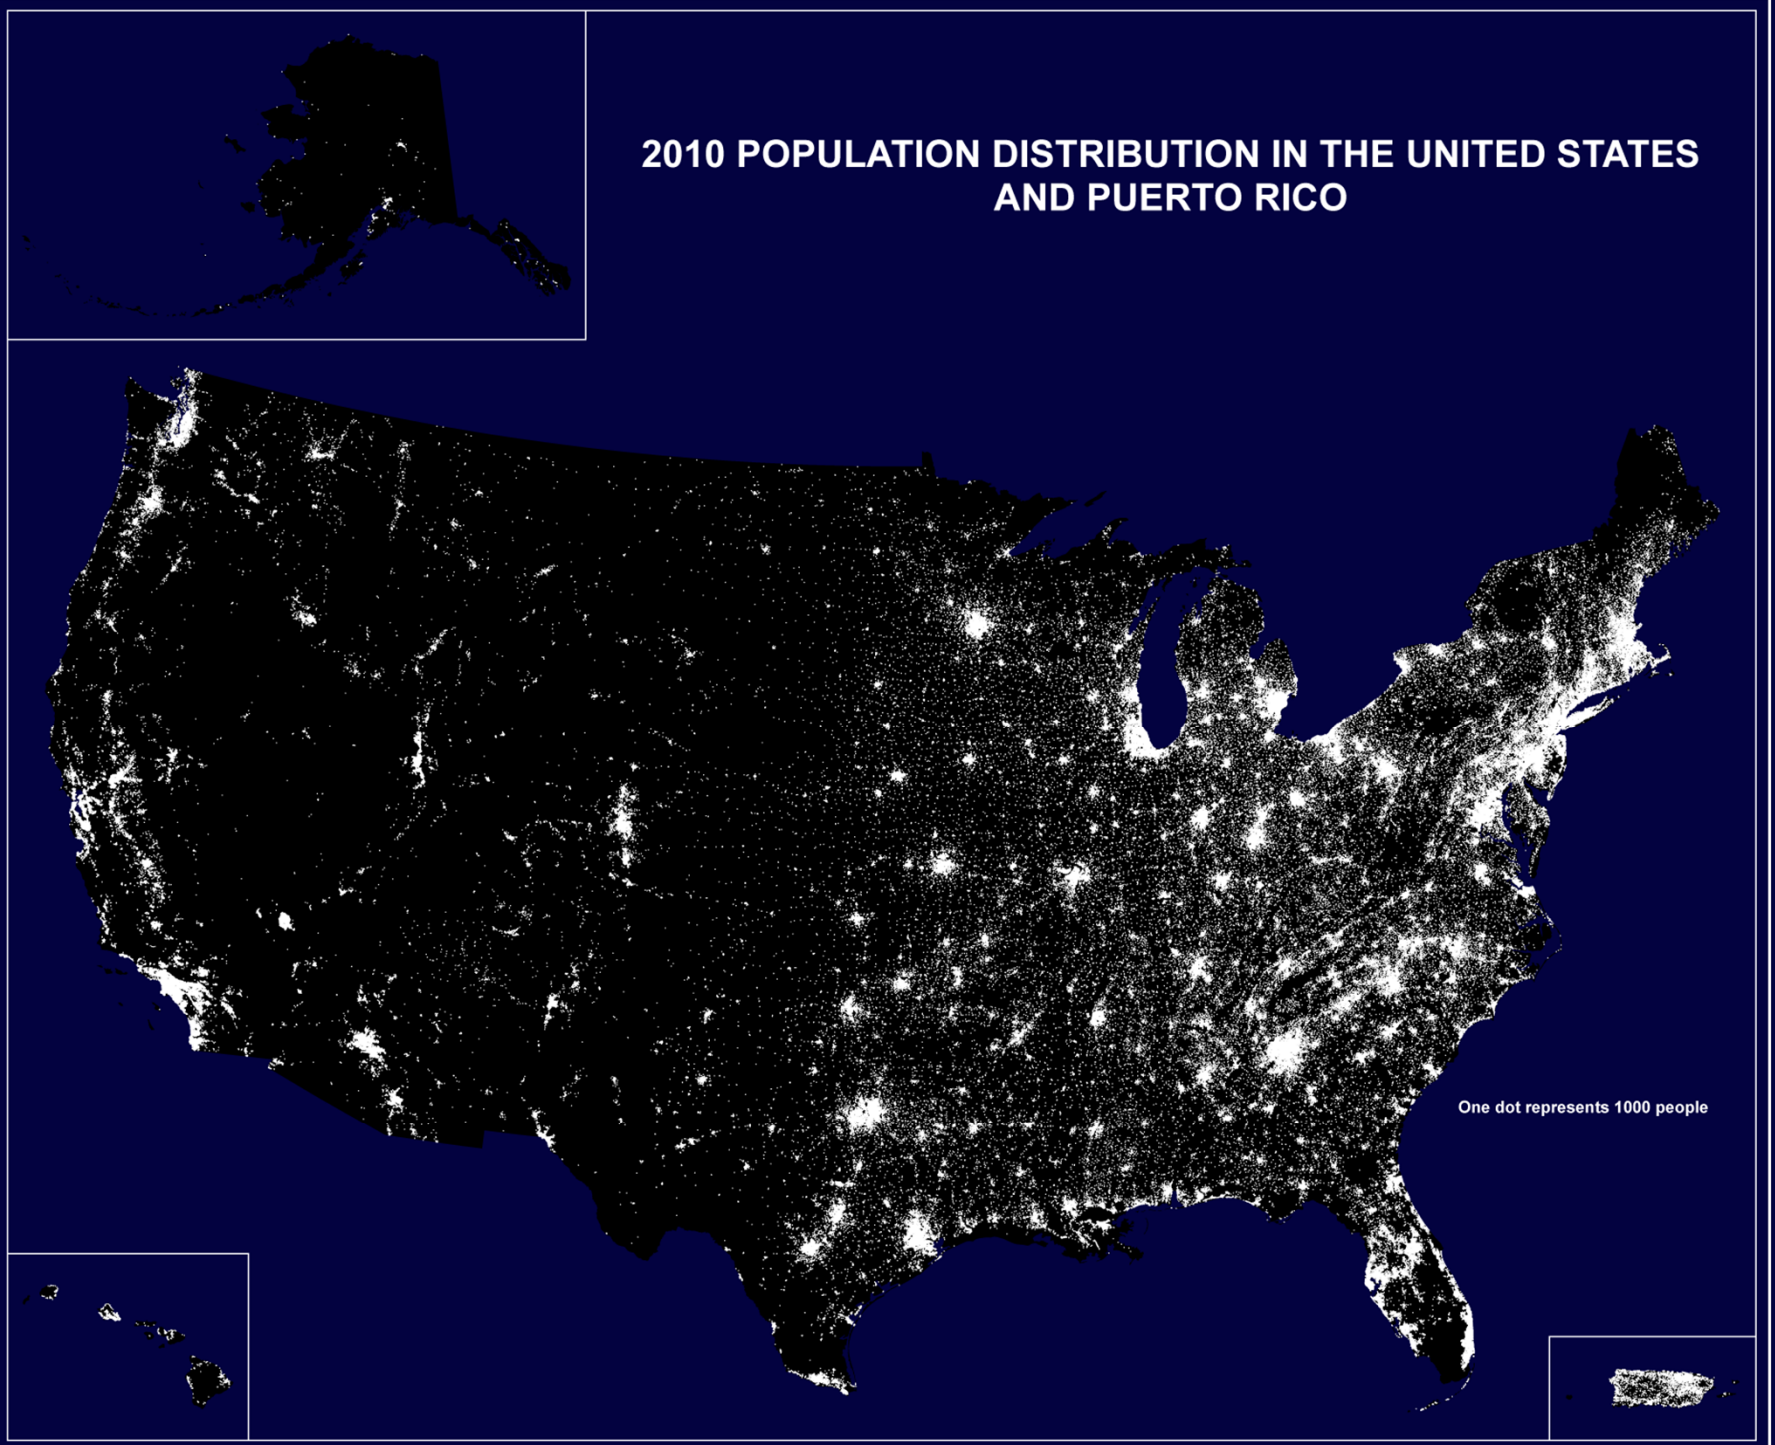 2010 POPULATION DISTRIBUTION IN THE UNITED STATES
AND PUERTO RICO
One dot represents 1000 people